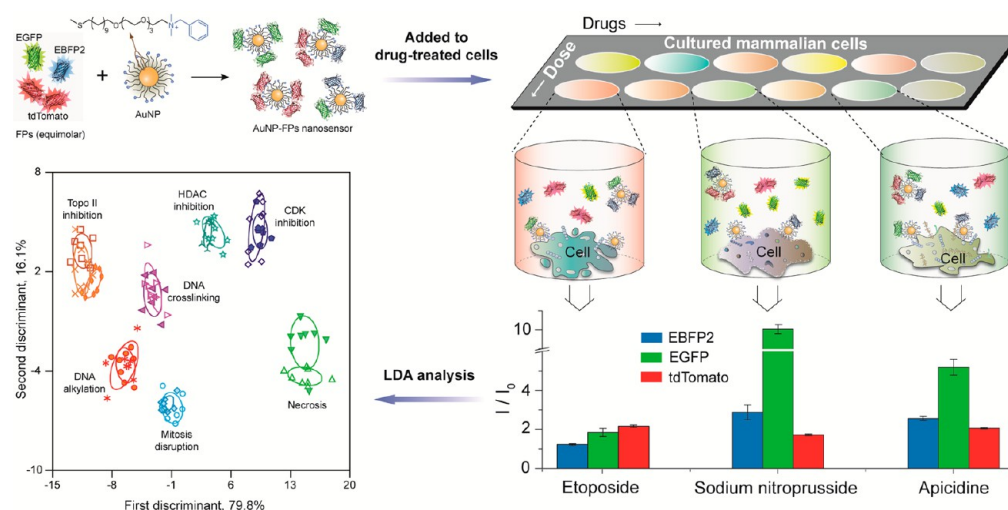 S
9
O
O
3
N
+
EGFP
EBFP2
tdTomato
FPs (equimolar)
+
AuNP
AuNP-FPs nanosensor
Added to
drug-treated cells
Drugs
Dose
Cultured mammalian cells
Cell
Cell
Cell
I / I0
10
6
4
2
0
EBFP2
EGFP
tdTomato
Etoposide
Sodium nitroprusside
Apicidine
LDA analysis
Second discriminant, 16.1%
8
2
-4
-10
Topo II
inhibition
HDAC
inhibition
CDK
inhibition
DNA
crosslinking
DNA
alkylation
Mitosis
disruption
Necrosis
-15
-8
-1
6
13
20
First discriminant, 79.8%